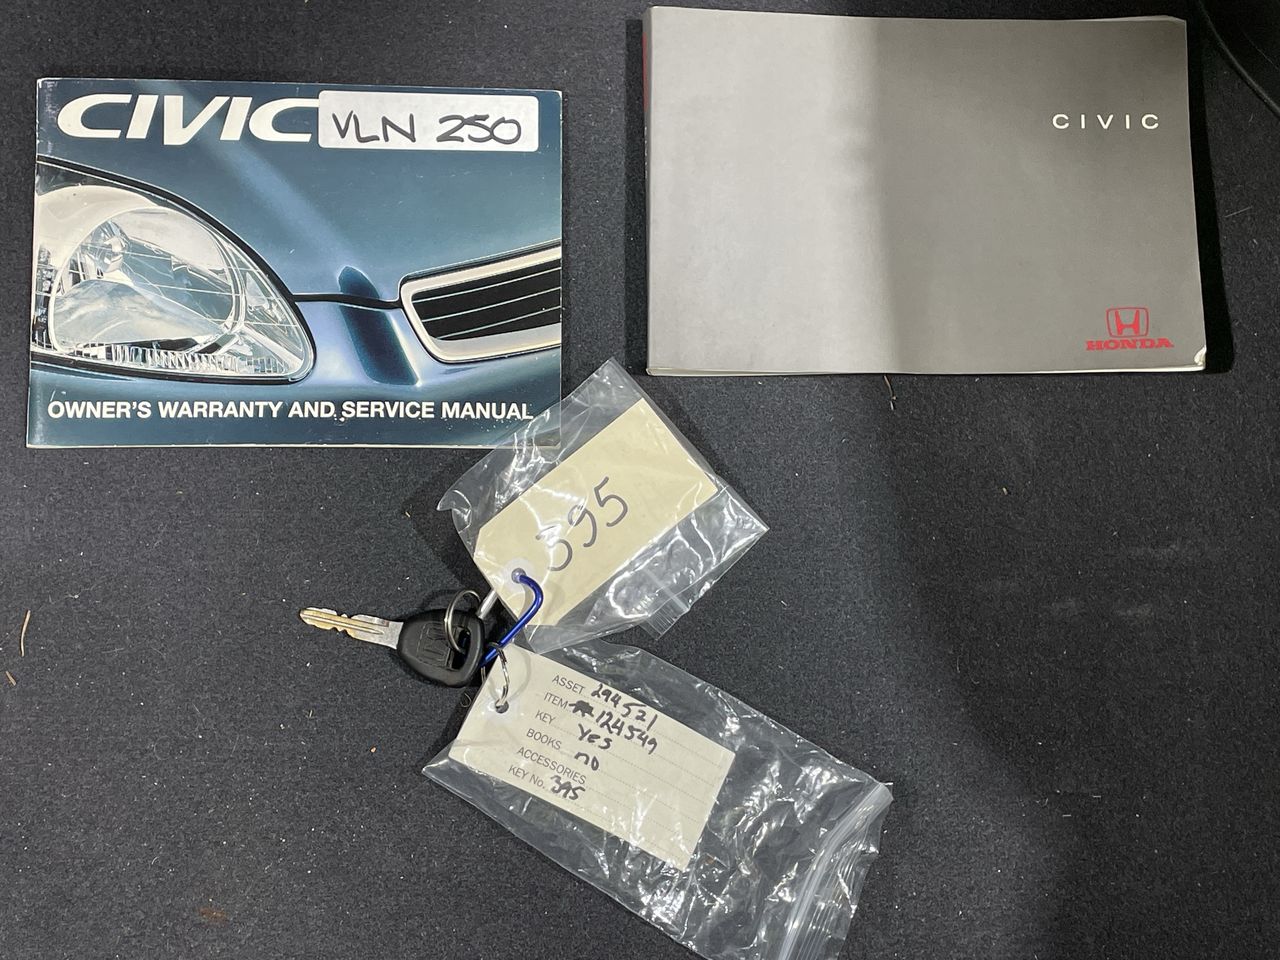 CIVIC
VLN 250
OWNER'S WARRANTY AND SERVICE MANUAL
CIVIC
HONDA
395
ASSET 294521
ITEM 124549
KEY Yes
BOOKS no
ACCESSORIES
KEY No. 395